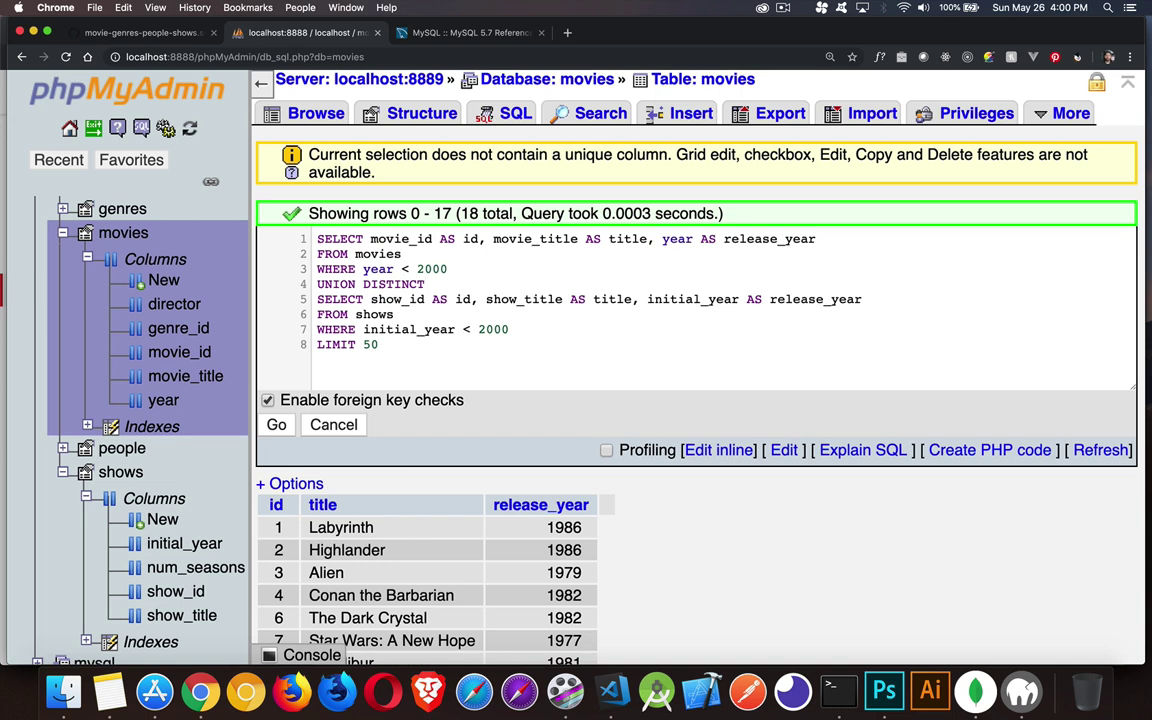 Chrome File Edit View History Bookmarks People Window Help 100% Sun May 26 4:00 PM
movie-genres-people-shows.s × localhost:8888 / localhost / mo × MySQL :: MySQL 5.7 Referenc × +
localhost:8888/phpMyAdmin/db_sql.php?db=movies
phpMyAdmin
Recent Favorites
genres
movies
Columns
New
director
genre_id
movie_id
movie_title
year
Indexes
people
shows
Columns
New
initial_year
num_seasons
show_id
show_title
Indexes
mysql
Server: localhost:8889 » Database: movies » Table: movies
Browse Structure SQL Search Insert Export Import Privileges More
Current selection does not contain a unique column. Grid edit, checkbox, Edit, Copy and Delete features are not
available.
Showing rows 0 - 17 (18 total, Query took 0.0003 seconds.)
1 SELECT movie_id AS id, movie_title AS title, year AS release_year
2 FROM movies
3 WHERE year < 2000
4 UNION DISTINCT
5 SELECT show_id AS id, show_title AS title, initial_year AS release_year
6 FROM shows
7 WHERE initial_year < 2000
8 LIMIT 50
Enable foreign key checks
Go Cancel
Profiling [Edit inline] [ Edit ] [ Explain SQL ] [ Create PHP code ] [ Refresh]
+ Options
id title release_year
1 Labyrinth 1986
2 Highlander 1986
3 Alien 1979
4 Conan the Barbarian 1982
6 The Dark Crystal 1982
7 Star Wars: A New Hope 1977
Console
1981
Ps Ai